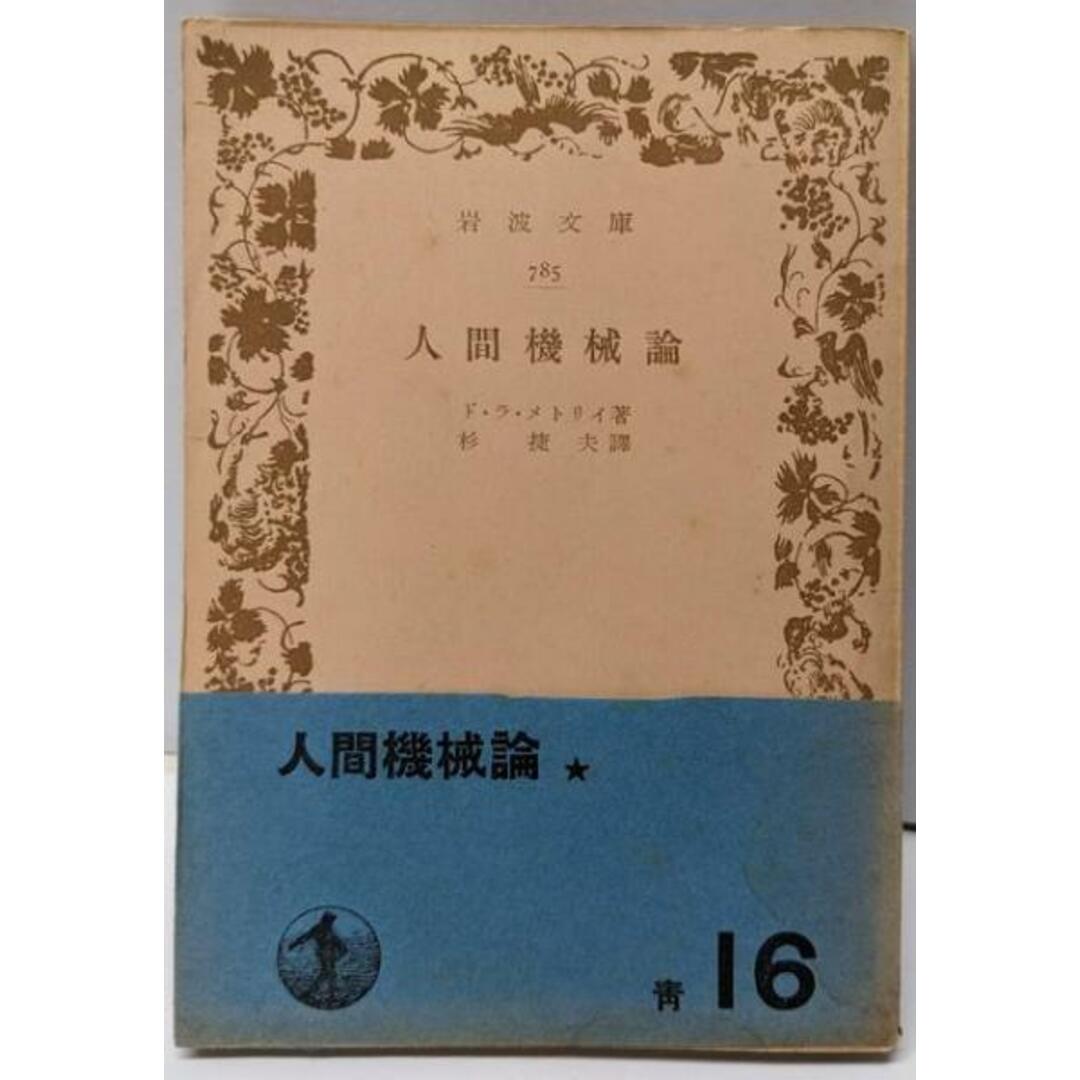 岩波文庫
785
人間機械論
ド・ラ・メトリイ著
杉捷夫譯
人間機械論 ★
靑 16